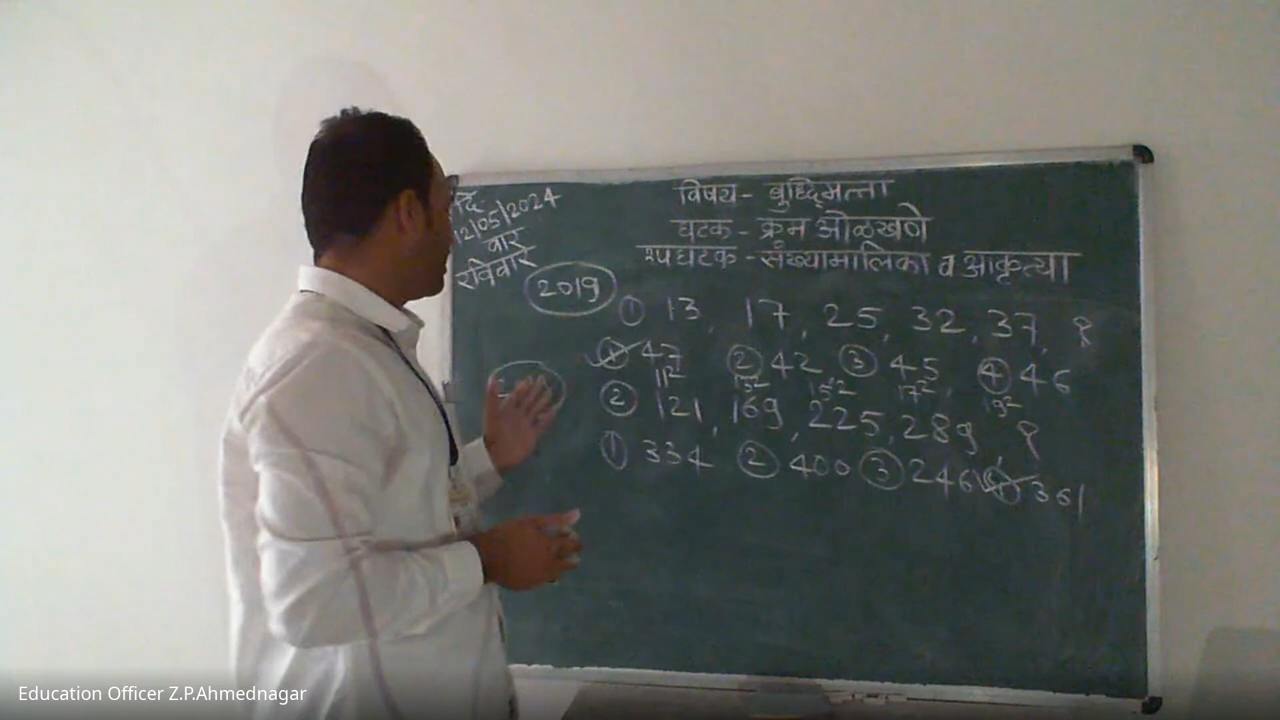 दि
12/05/2024
वार
रविवार
विषय - बुध्दिमत्ता
घटक - क्रम ओळखणे
उपघटक - संख्यामालिका व आकृत्या
2019
① 13, 17, 25, 32, 37, ?
① 47 ② 42 ③ 45 ④ 46
11² 13² 15² 17² 19²
② 121, 169, 225, 289, ?
① 334 ② 400 ③ 246 ④ 361
Education Officer Z.P.Ahmednagar